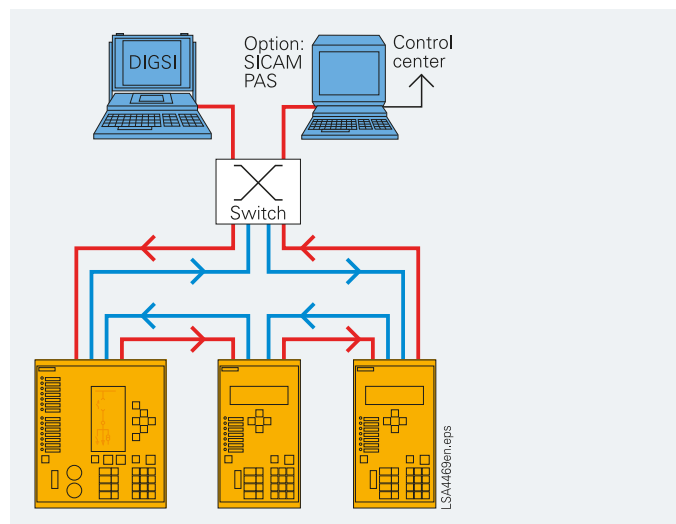 DIGSI
Option:
SICAM
PAS
Control
center
Switch
LSA4469en.eps